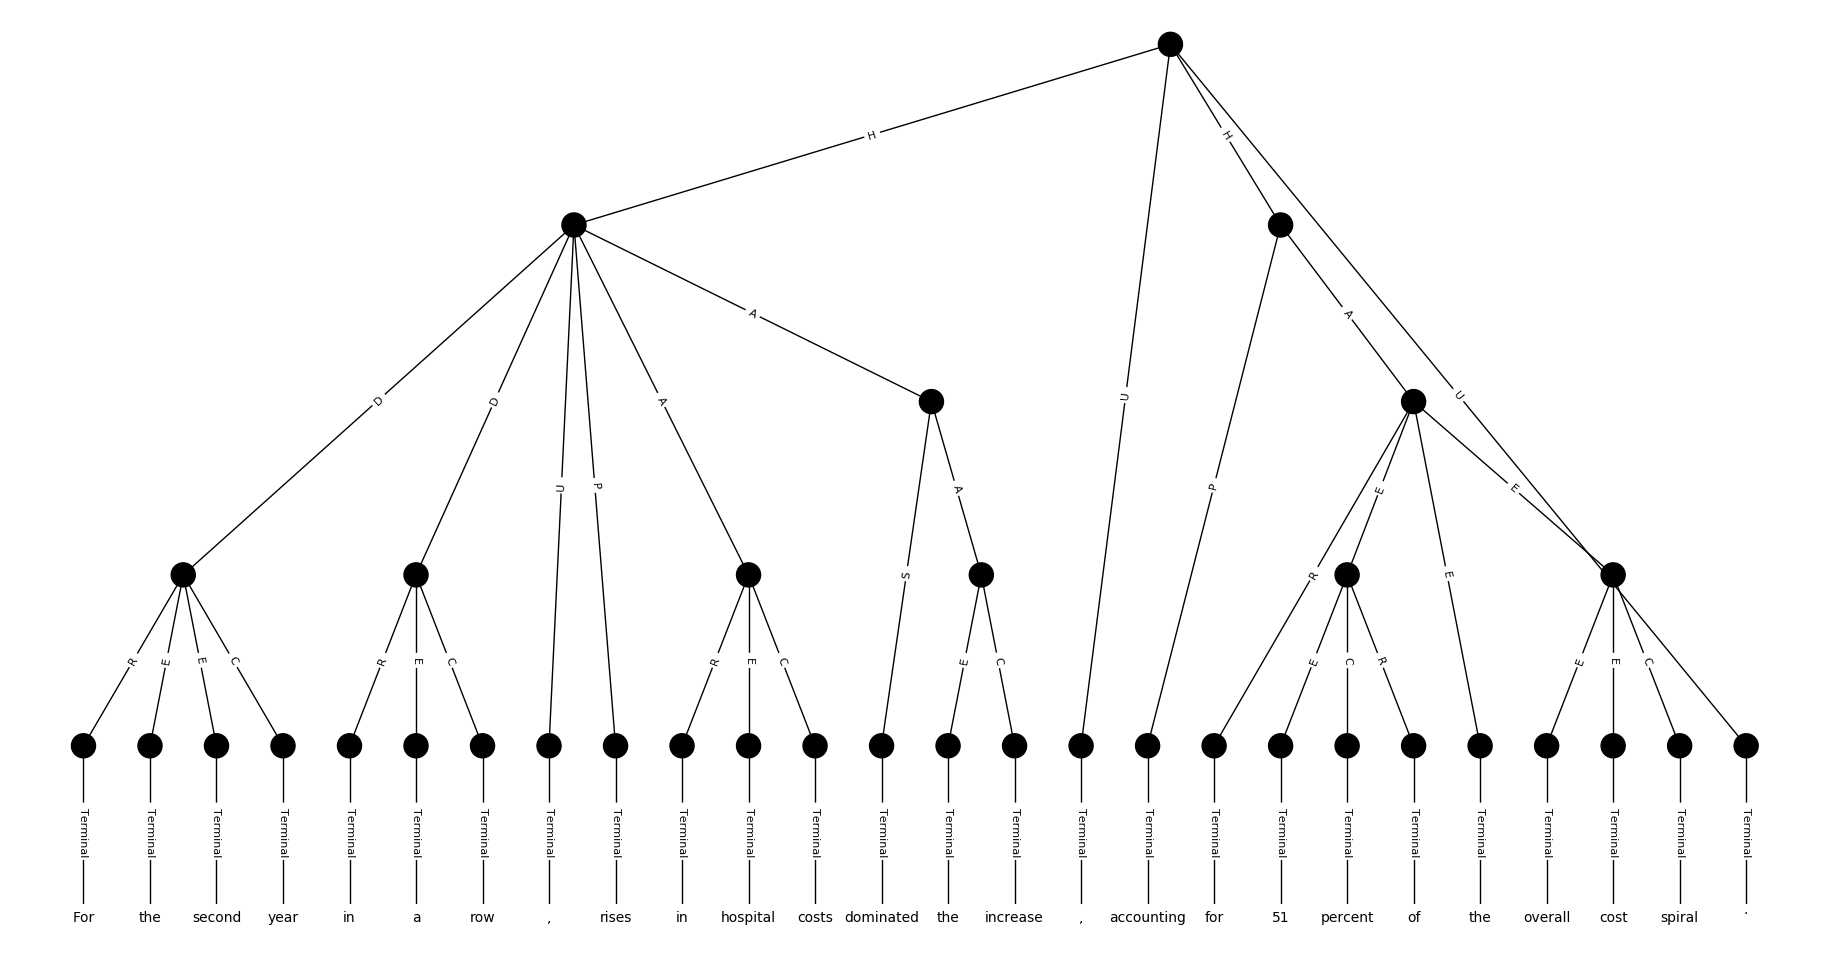 H H
A A
D D A U U
U P P E E
A
S R E
R E E C R E C R E C E C E C R E E C
Terminal Terminal Terminal Terminal Terminal Terminal Terminal Terminal Terminal Terminal Terminal Terminal Terminal Terminal Terminal Terminal Terminal Terminal Terminal Terminal Terminal Terminal Terminal Terminal Terminal Terminal
For the second year in a row , rises in hospital costs dominated the increase , accounting for 51 percent of the overall cost spiral .